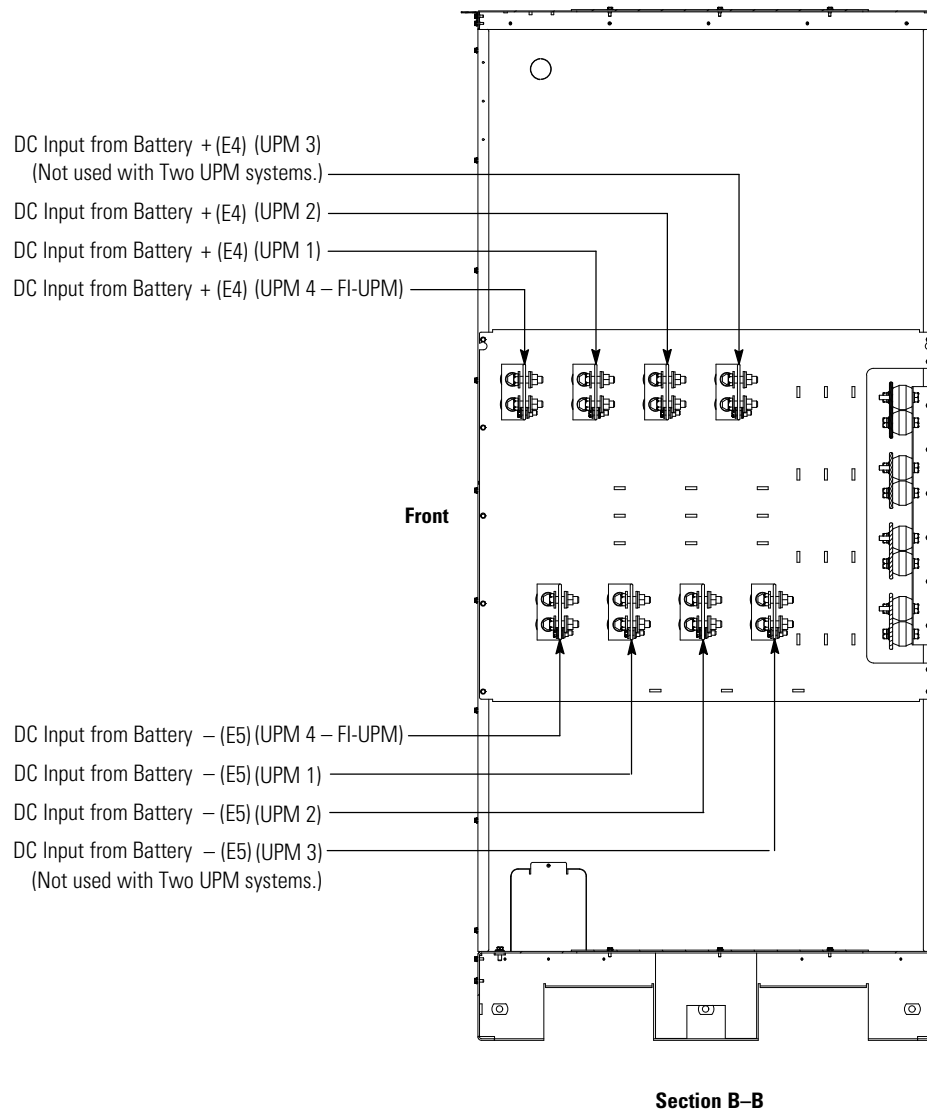 DC Input from Battery + (E4) (UPM 3)
(Not used with Two UPM systems.)
DC Input from Battery + (E4) (UPM 2)
DC Input from Battery + (E4) (UPM 1)
DC Input from Battery + (E4) (UPM 4 – FI-UPM)
Front
DC Input from Battery – (E5) (UPM 4 – FI-UPM)
DC Input from Battery – (E5) (UPM 1)
DC Input from Battery – (E5) (UPM 2)
DC Input from Battery – (E5) (UPM 3)
(Not used with Two UPM systems.)
Section B–B